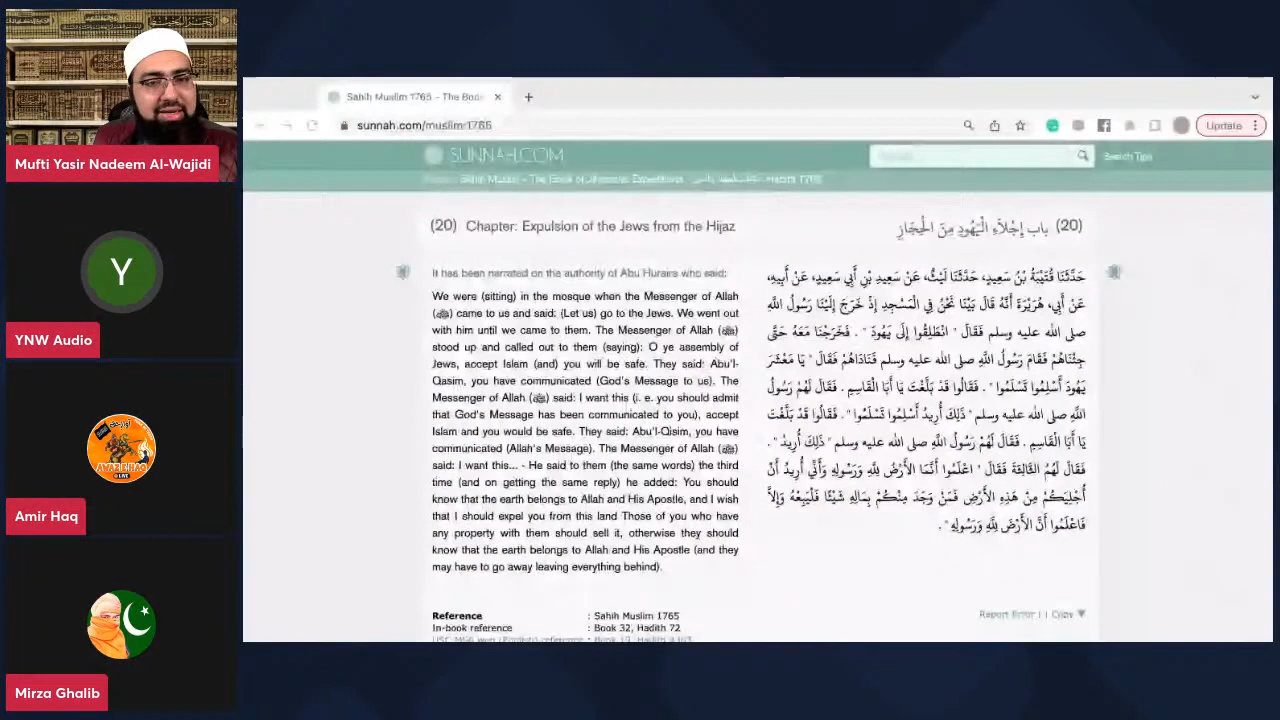 Mufti Yasir Nadeem Al-Wajidi
Y
YNW Audio
Amir Haq
Mirza Ghalib
Sahih Muslim 1765 - The Book
sunnah.com/muslim:1765
Update
SUNNAH.COM
Search Tips
Sahih Muslim - The Book of Expeditions
(20) Chapter: Expulsion of the Jews from the Hijaz
(20) باب إِجْلاَءِ الْيَهُودِ مِنَ الْحِجَازِ
It has been narrated on the authority of Abu Huraira who said:
We were (sitting) in the mosque when the Messenger of Allah
(ﷺ) came to us and said: (Let us) go to the Jews. We went out
with him until we came to them. The Messenger of Allah (ﷺ)
stood up and called out to them (saying): O ye assembly of
Jews, accept Islam (and) you will be safe. They said: Abu'l-
Qasim, you have communicated (God's Message to us). The
Messenger of Allah (ﷺ) said: I want this (i. e. you should admit
that God's Message has been communicated to you), accept
Islam and you would be safe. They said: Abu'l-Qisim, you have
communicated (Allah's Message). The Messenger of Allah (ﷺ)
said: I want this... - He said to them (the same words) the third
time (and on getting the same reply) he added: You should
know that the earth belongs to Allah and His Apostle, and I wish
that I should expel you from this land Those of you who have
any property with them should sell it, otherwise they should
know that the earth belongs to Allah and His Apostle (and they
may have to go away leaving everything behind).
حَدَّثَنَا قُتَيْبَةُ بْنُ سَعِيدٍ، حَدَّثَنَا لَيْثٌ، عَنْ سَعِيدِ بْنِ أَبِي سَعِيدٍ، عَنْ أَبِيهِ،
عَنْ أَبِي، هُرَيْرَةَ أَنَّهُ قَالَ بَيْنَا نَحْنُ فِي الْمَسْجِدِ إِذْ خَرَجَ إِلَيْنَا رَسُولُ اللَّهِ
صلى الله عليه وسلم فَقَالَ " انْطَلِقُوا إِلَى يَهُودَ " . فَخَرَجْنَا مَعَهُ حَتَّى
جِئْنَاهُمْ فَقَامَ رَسُولُ اللَّهِ صلى الله عليه وسلم فَنَادَاهُمْ فَقَالَ " يَا مَعْشَرَ
يَهُودَ أَسْلِمُوا تَسْلَمُوا " . فَقَالُوا قَدْ بَلَّغْتَ يَا أَبَا الْقَاسِمِ . فَقَالَ لَهُمْ رَسُولُ
اللَّهِ صلى الله عليه وسلم " ذَلِكَ أُرِيدُ أَسْلِمُوا تَسْلَمُوا " . فَقَالُوا قَدْ بَلَّغْتَ
يَا أَبَا الْقَاسِمِ . فَقَالَ لَهُمْ رَسُولُ اللَّهِ صلى الله عليه وسلم " ذَلِكَ أُرِيدُ " .
فَقَالَ لَهُمُ الثَّالِثَةَ فَقَالَ " اعْلَمُوا أَنَّمَا الأَرْضُ لِلَّهِ وَرَسُولِهِ وَأَنِّي أُرِيدُ أَنْ
أُجْلِيَكُمْ مِنْ هَذِهِ الأَرْضِ فَمَنْ وَجَدَ مِنْكُمْ بِمَالِهِ شَيْئًا فَلْيَبِعْهُ وَإِلاَّ
فَاعْلَمُوا أَنَّ الأَرْضَ لِلَّهِ وَرَسُولِهِ " .
Reference : Sahih Muslim 1765
In-book reference : Book 32, Hadith 72
Report Error | Copy ▼